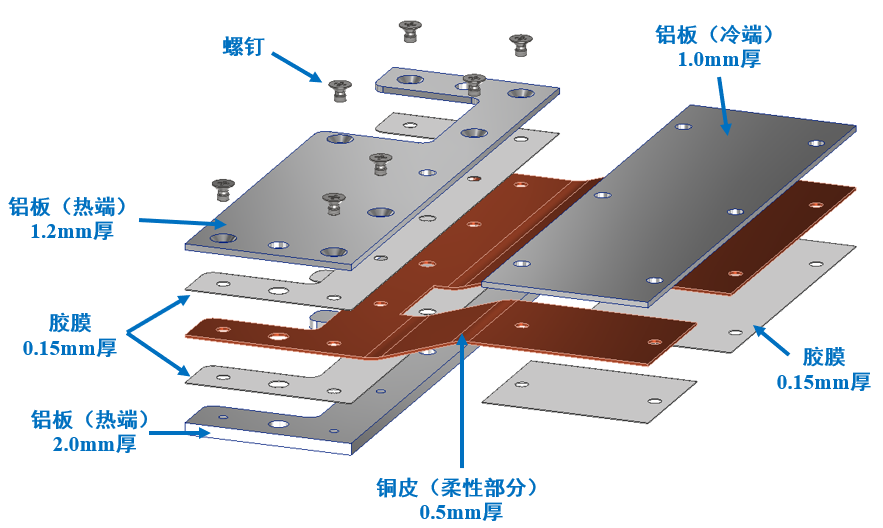 螺钉
铝板（冷端）
1.0mm厚
铝板（热端）
1.2mm厚
胶膜
0.15mm厚
胶膜
0.15mm厚
铝板（热端）
2.0mm厚
铜皮（柔性部分）
0.5mm厚